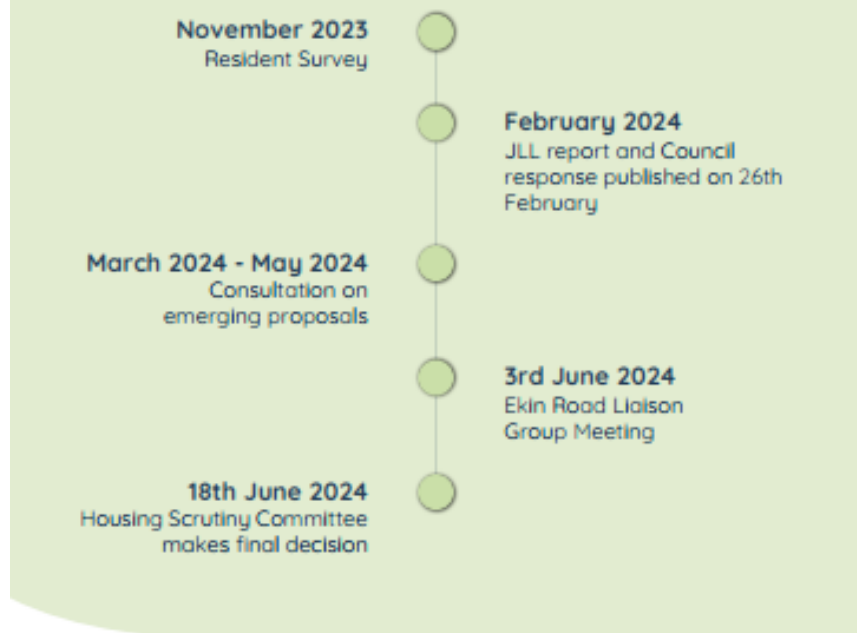 November 2023
Resident Survey
February 2024
JLL report and Council
response published on 26th
February
March 2024 - May 2024
Consultation on
emerging proposals
3rd June 2024
Ekin Road Liaison
Group Meeting
18th June 2024
Housing Scrutiny Committee
makes final decision